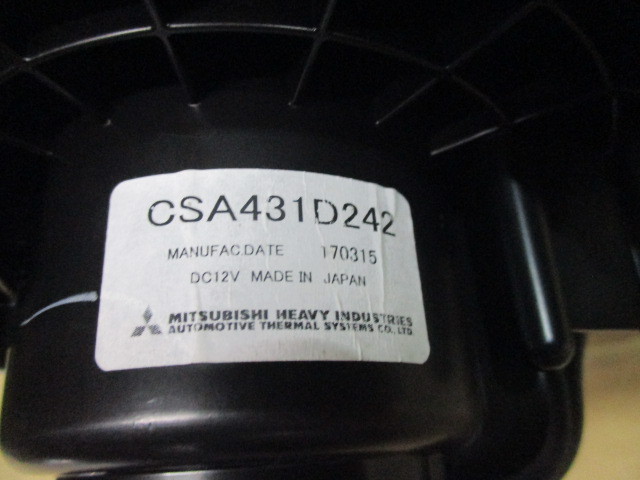 CSA431D242
MANUFAC.DATE 170315
DC12V MADE IN JAPAN
MITSUBISHI HEAVY INDUSTRIES
AUTOMOTIVE THERMAL SYSTEMS CO., LTD.